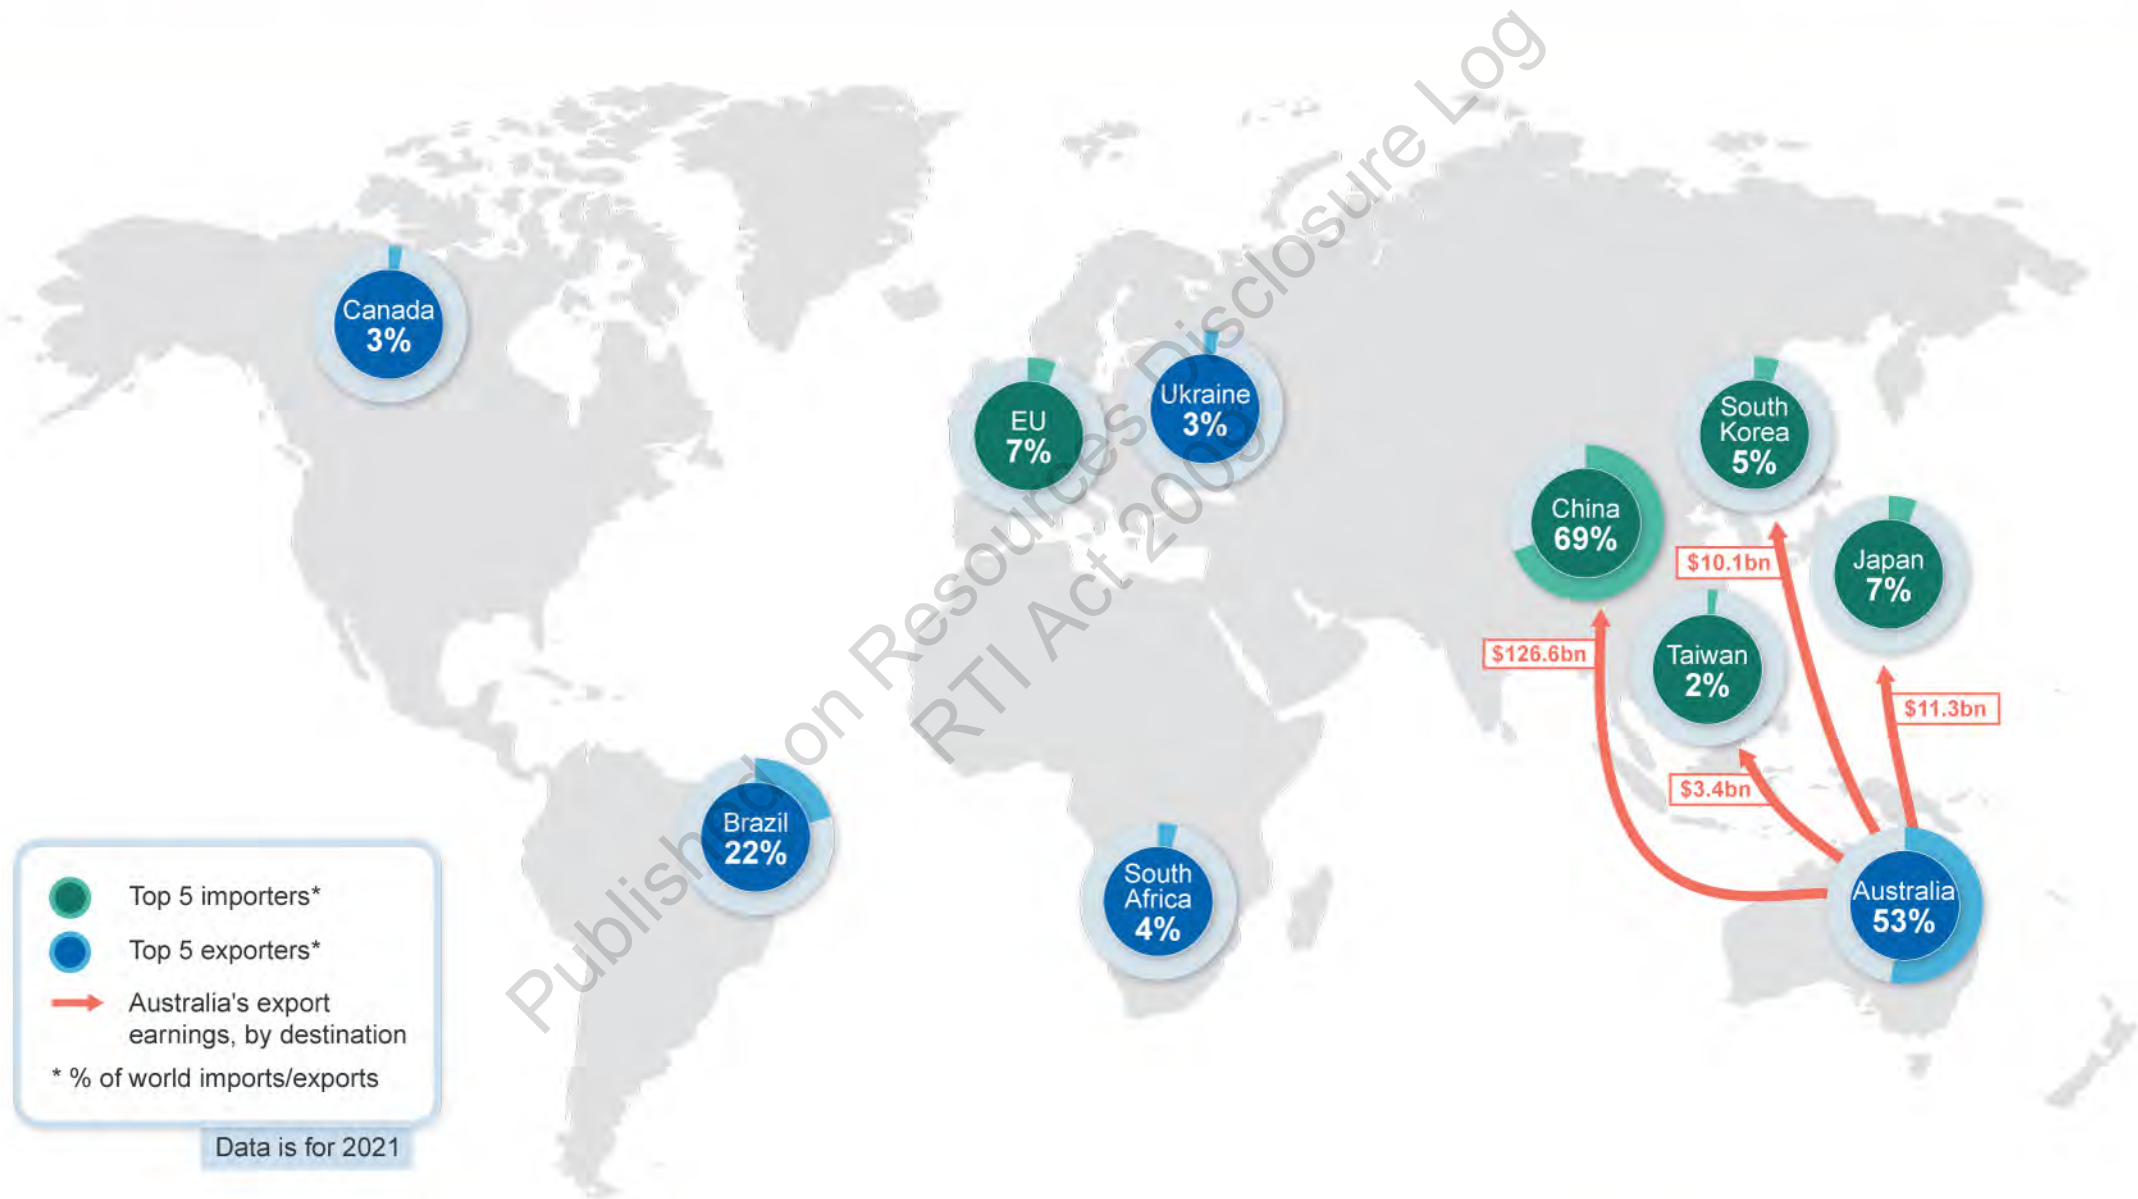 Canada
3%
EU
7%
Ukraine
3%
South
Korea
5%
China
69%
Japan
7%
$10.1bn
Taiwan
2%
$126.6bn
$11.3bn
$3.4bn
Brazil
22%
South
Africa
4%
Australia
53%
Top 5 importers*
Top 5 exporters*
Australia's export
earnings, by destination
* % of world imports/exports
Data is for 2021
Published on Resources Disclosure Log
RTI Act 2009